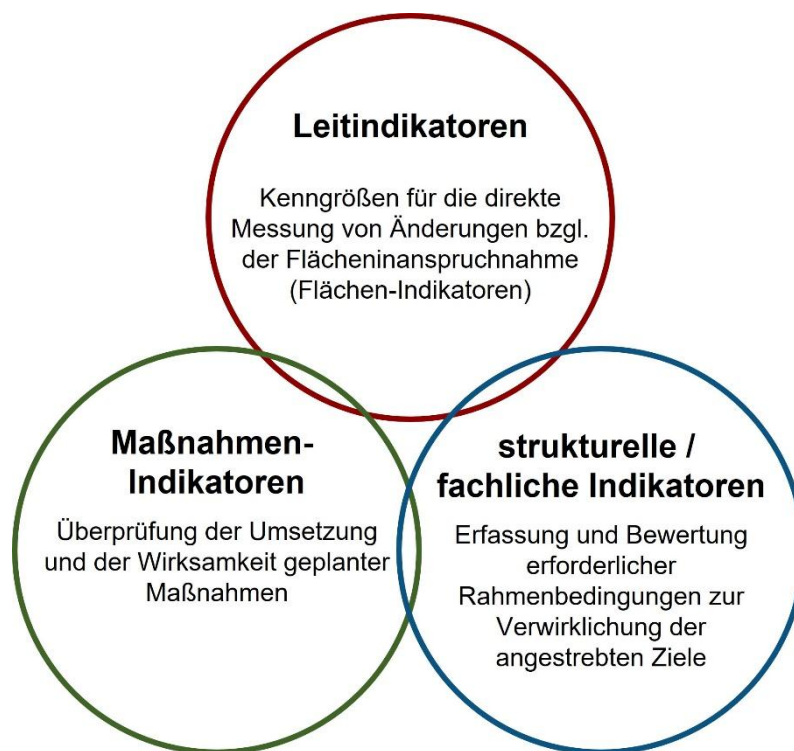 Leitindikatoren
Kenngrößen für die direkte
Messung von Änderungen bzgl.
der Flächeninanspruchnahme
(Flächen-Indikatoren)
Maßnahmen-
Indikatoren
Überprüfung der Umsetzung
und der Wirksamkeit geplanter
Maßnahmen
strukturelle /
fachliche Indikatoren
Erfassung und Bewertung
erforderlicher
Rahmenbedingungen zur
Verwirklichung der
angestrebten Ziele